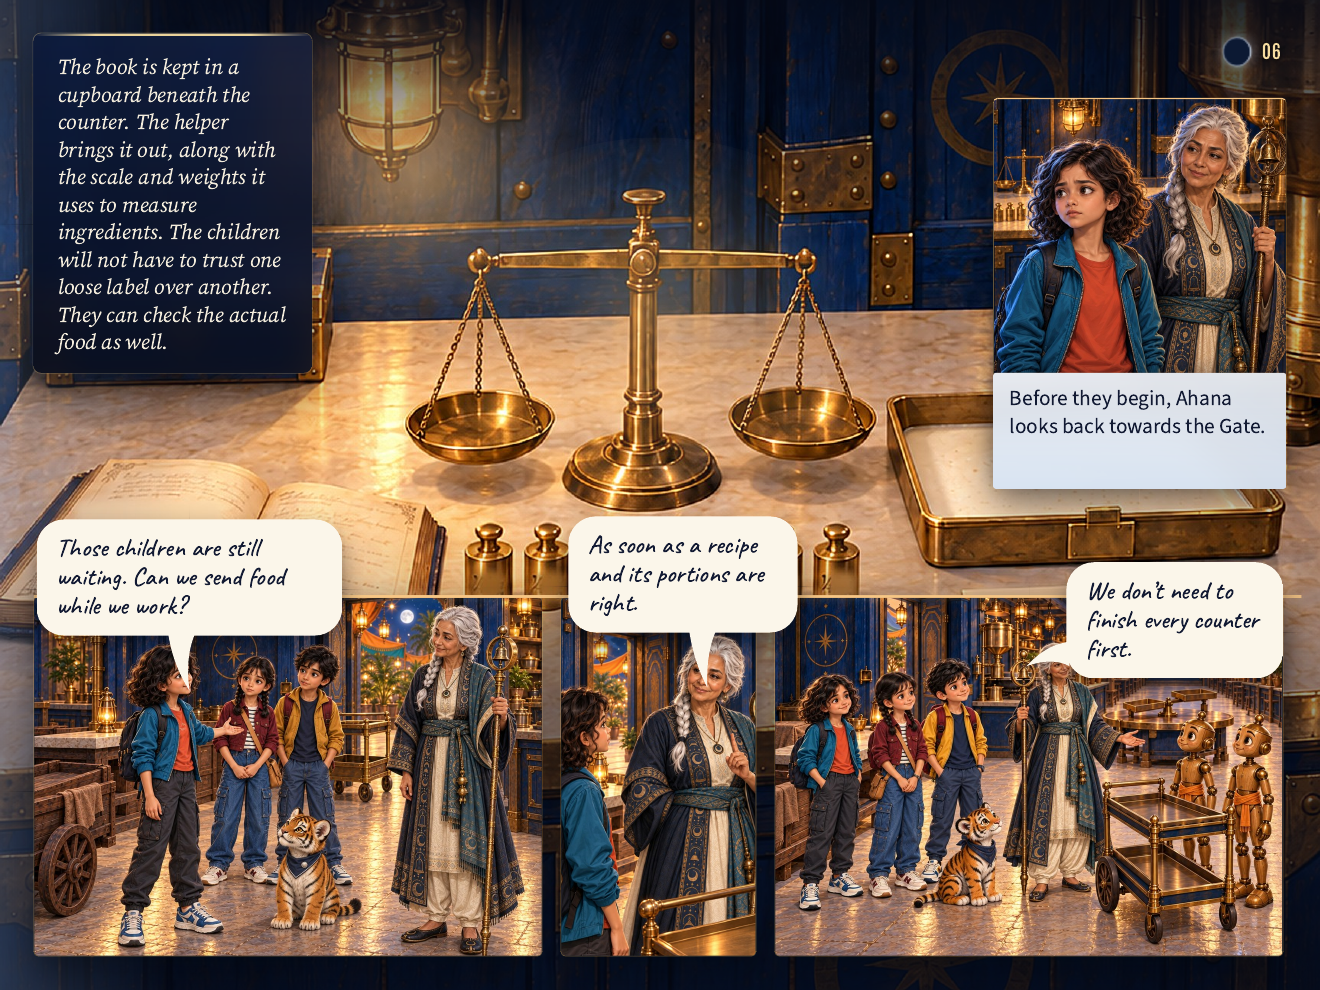 The book is kept in a
cupboard beneath the
counter. The helper
brings it out, along with
the scale and weights it
uses to measure
ingredients. The children
will not have to trust one
loose label over another.
They can check the actual
food as well.
06
Before they begin, Ahana
looks back towards the Gate.
Those children are still
waiting. Can we send food
while we work?
As soon as a recipe
and its portions are
right.
We don’t need to
finish every counter
first.